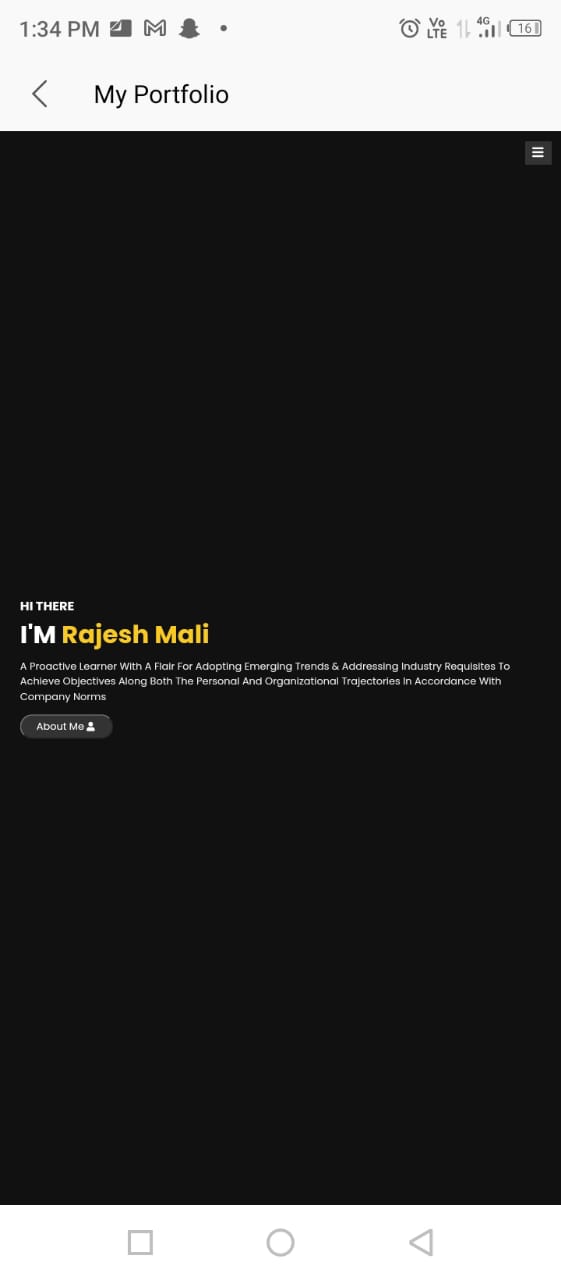 1:34 PM
Vo LTE
4G
16
My Portfolio
HI THERE
I'M Rajesh Mali
A Proactive Learner With A Flair For Adopting Emerging Trends & Addressing Industry Requisites To
Achieve Objectives Along Both The Personal And Organizational Trajectories In Accordance With
Company Norms
About Me